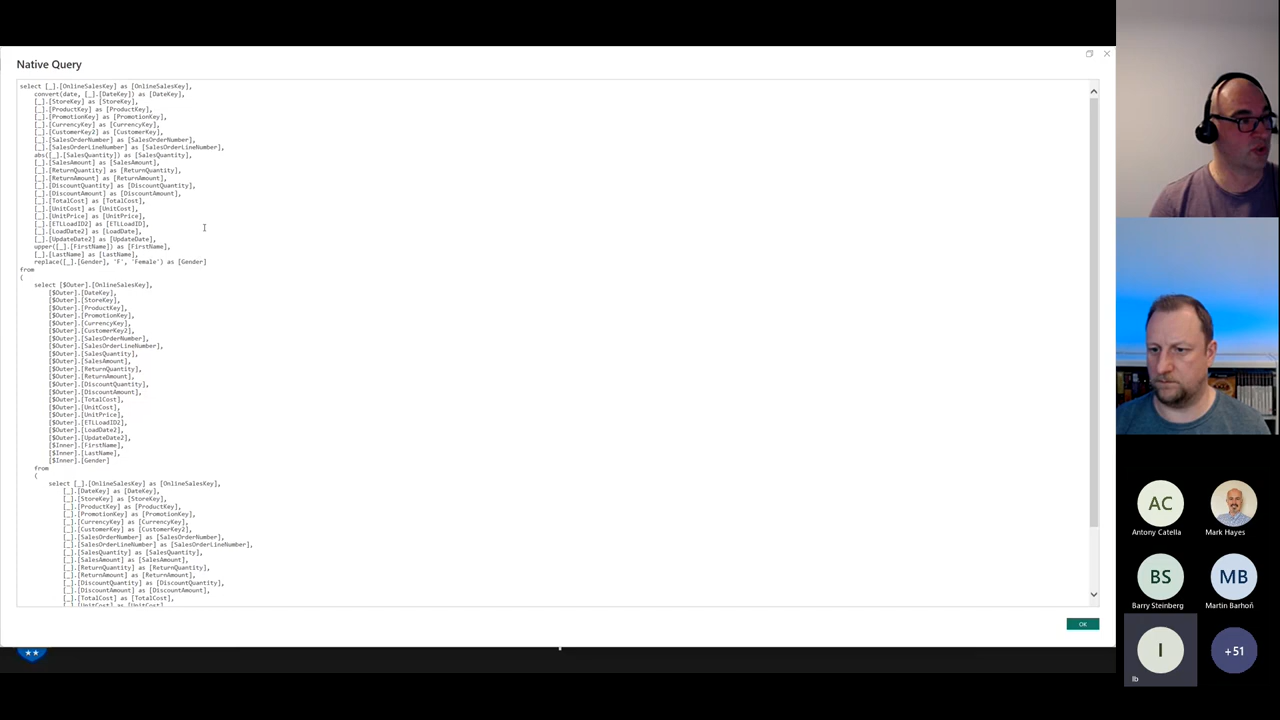 Native Query
select [_].[OnlineSalesKey] as [OnlineSalesKey],
convert(date, [_].[DateKey]) as [DateKey],
[_].[StoreKey] as [StoreKey],
[_].[ProductKey] as [ProductKey],
[_].[PromotionKey] as [PromotionKey],
[_].[CurrencyKey] as [CurrencyKey],
[_].[CustomerKey2] as [CustomerKey],
[_].[SalesOrderNumber] as [SalesOrderNumber],
[_].[SalesOrderLineNumber] as [SalesOrderLineNumber],
abs([_].[SalesQuantity]) as [SalesQuantity],
[_].[SalesAmount] as [SalesAmount],
[_].[ReturnQuantity] as [ReturnQuantity],
[_].[ReturnAmount] as [ReturnAmount],
[_].[DiscountQuantity] as [DiscountQuantity],
[_].[DiscountAmount] as [DiscountAmount],
[_].[TotalCost] as [TotalCost],
[_].[UnitCost] as [UnitCost],
[_].[UnitPrice] as [UnitPrice],
[_].[ETLLoadID2] as [ETLLoadID],
[_].[LoadDate2] as [LoadDate],
[_].[UpdateDate2] as [UpdateDate],
upper([_].[FirstName]) as [FirstName],
[_].[LastName] as [LastName],
replace([_].[Gender], 'F', 'Female') as [Gender]
from
(
select [$Outer].[OnlineSalesKey],
[$Outer].[DateKey],
[$Outer].[StoreKey],
[$Outer].[ProductKey],
[$Outer].[PromotionKey],
[$Outer].[CurrencyKey],
[$Outer].[CustomerKey2],
[$Outer].[SalesOrderNumber],
[$Outer].[SalesOrderLineNumber],
[$Outer].[SalesQuantity],
[$Outer].[SalesAmount],
[$Outer].[ReturnQuantity],
[$Outer].[ReturnAmount],
[$Outer].[DiscountQuantity],
[$Outer].[DiscountAmount],
[$Outer].[TotalCost],
[$Outer].[UnitCost],
[$Outer].[UnitPrice],
[$Outer].[ETLLoadID2],
[$Outer].[LoadDate2],
[$Outer].[UpdateDate2],
[$Inner].[FirstName],
[$Inner].[LastName],
[$Inner].[Gender]
from
(
select [_].[OnlineSalesKey] as [OnlineSalesKey],
[_].[DateKey] as [DateKey],
[_].[StoreKey] as [StoreKey],
[_].[ProductKey] as [ProductKey],
[_].[PromotionKey] as [PromotionKey],
[_].[CurrencyKey] as [CurrencyKey],
[_].[CustomerKey] as [CustomerKey2],
[_].[SalesOrderNumber] as [SalesOrderNumber],
[_].[SalesOrderLineNumber] as [SalesOrderLineNumber],
[_].[SalesQuantity] as [SalesQuantity],
[_].[SalesAmount] as [SalesAmount],
[_].[ReturnQuantity] as [ReturnQuantity],
[_].[ReturnAmount] as [ReturnAmount],
[_].[DiscountQuantity] as [DiscountQuantity],
[_].[DiscountAmount] as [DiscountAmount],
[_].[TotalCost] as [TotalCost],
[_].[UnitCost] as [UnitCost],
OK
AC
Antony Catella
Mark Hayes
BS
Barry Steinberg
MB
Martin Barhoň
I
Ib
+51